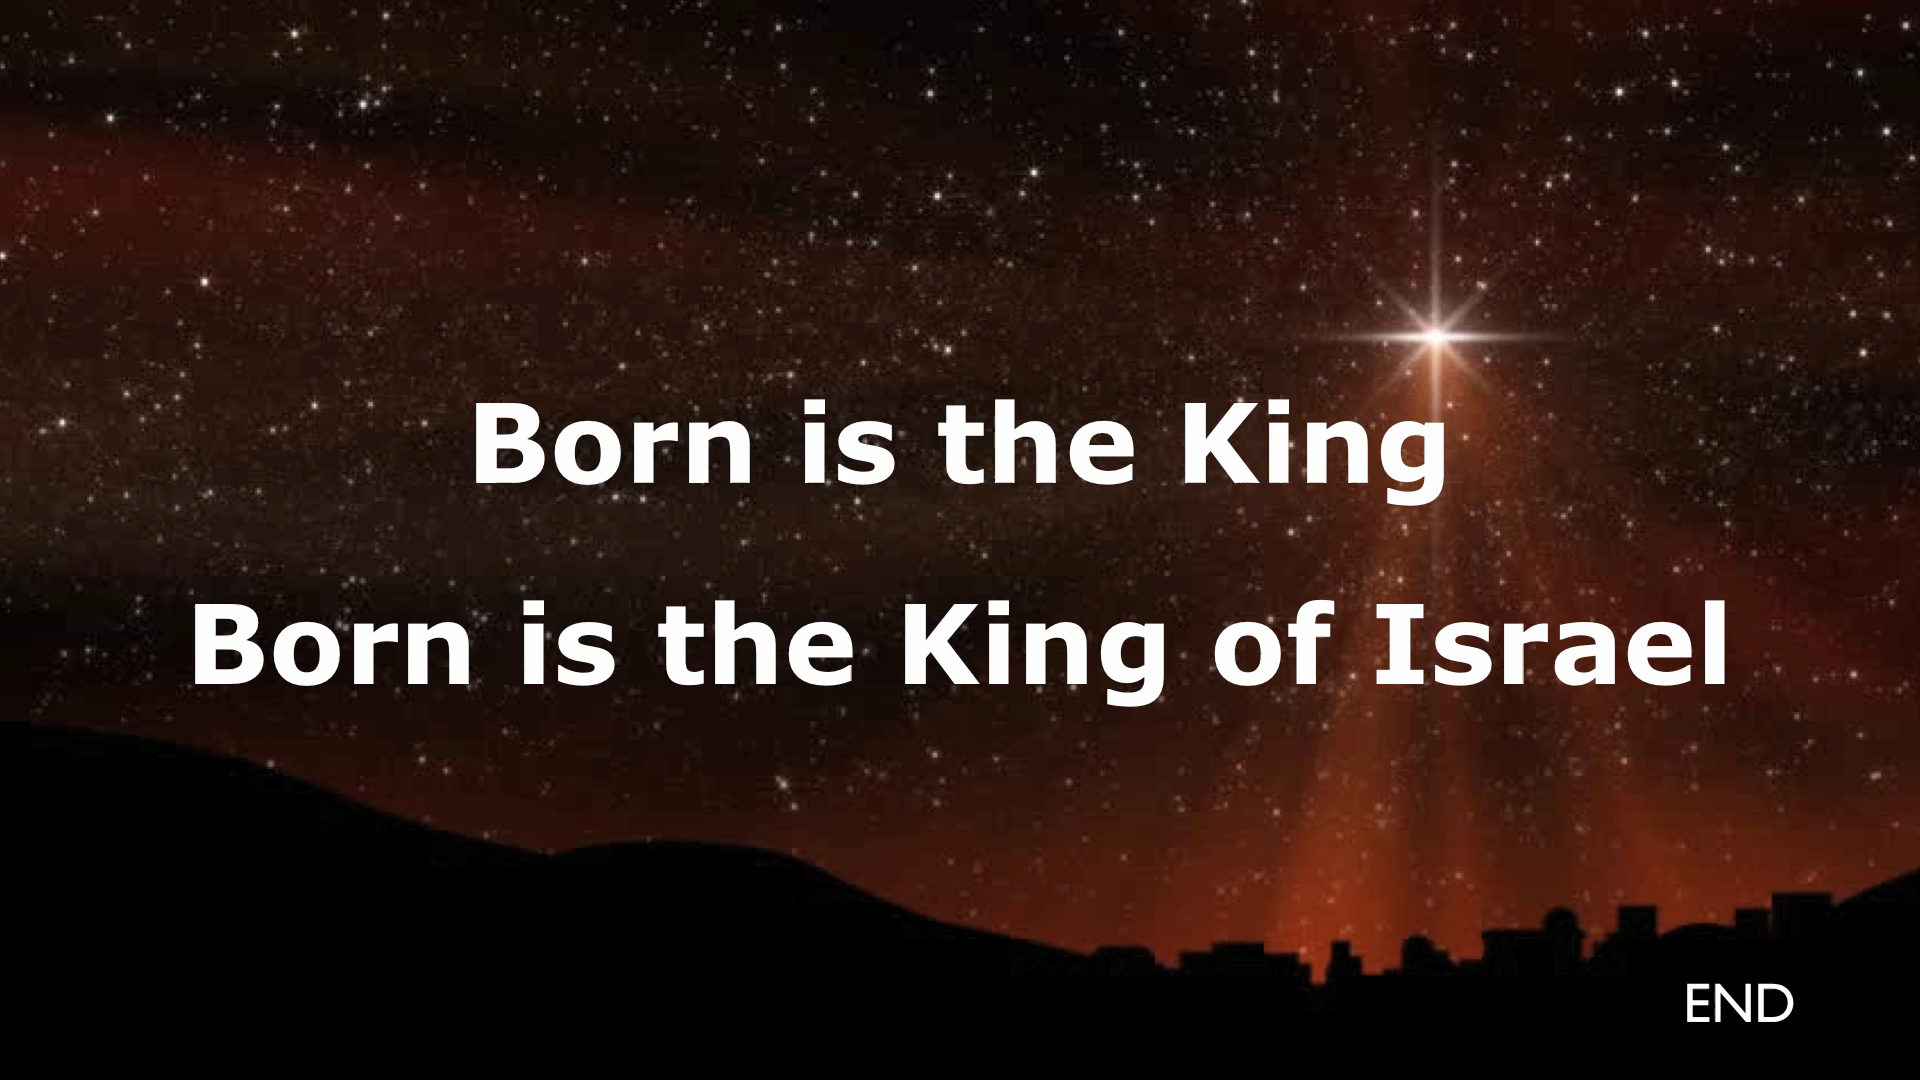 Born is the King
Born is the King of Israel
END